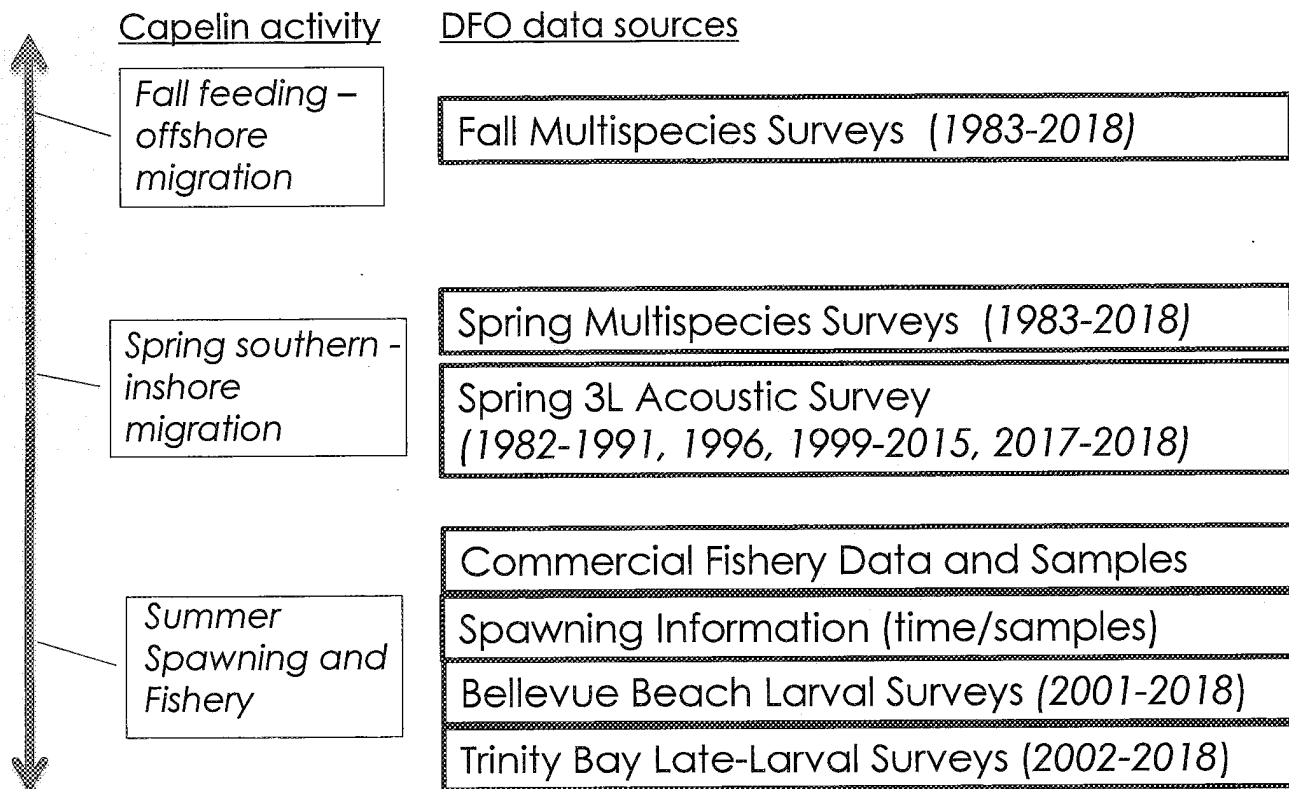 Capelin activity DFO data sources
Fall feeding –
offshore
migration
Fall Multispecies Surveys (1983-2018)
Spring southern -
inshore
migration
Spring Multispecies Surveys (1983-2018)
Spring 3L Acoustic Survey
(1982-1991, 1996, 1999-2015, 2017-2018)
Summer
Spawning and
Fishery
Commercial Fishery Data and Samples
Spawning Information (time/samples)
Bellevue Beach Larval Surveys (2001-2018)
Trinity Bay Late-Larval Surveys (2002-2018)